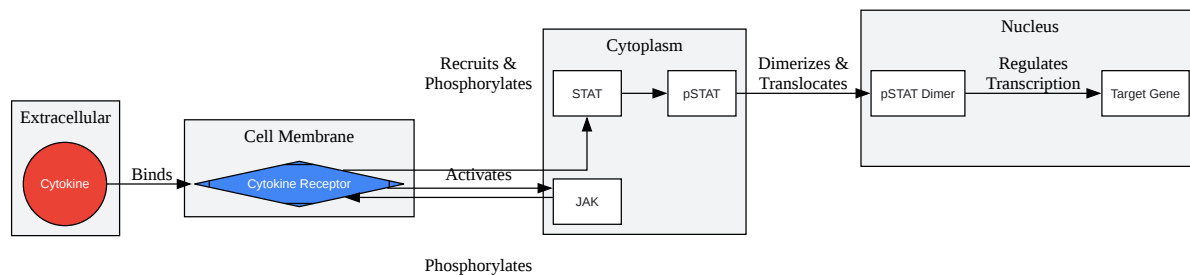 Extracellular
Cytokine
Binds
Cell Membrane
Cytokine Receptor
Recruits &
Phosphorylates
Activates
Phosphorylates
Cytoplasm
STAT
pSTAT
JAK
Dimerizes &
Translocates
Nucleus
pSTAT Dimer
Regulates
Transcription
Target Gene